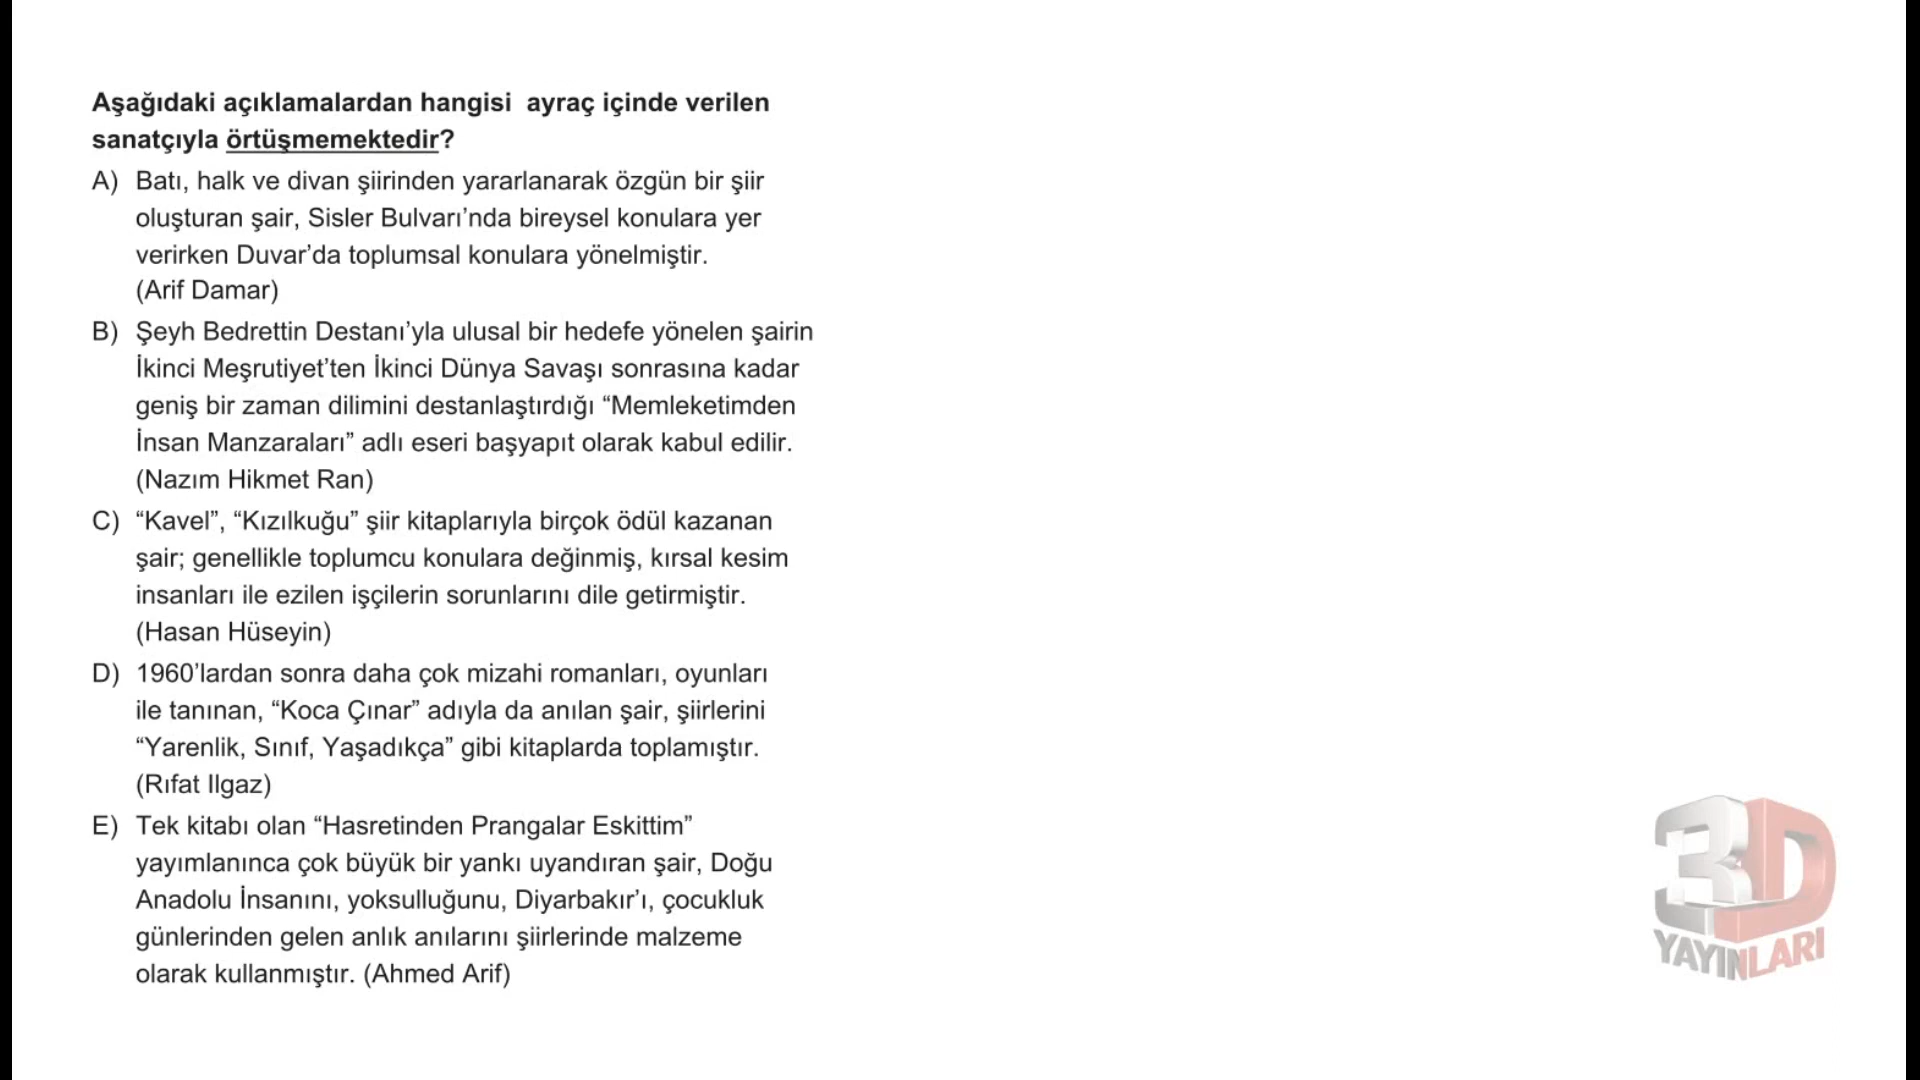 Aşağıdaki açıklamalardan hangisi ayraç içinde verilen
sanatçıyla örtüşmemektedir?
A) Batı, halk ve divan şiirinden yararlanarak özgün bir şiir
oluşturan şair, Sisler Bulvarı’nda bireysel konulara yer
verirken Duvar’da toplumsal konulara yönelmiştir.
(Arif Damar)
B) Şeyh Bedrettin Destanı’yla ulusal bir hedefe yönelen şairin
İkinci Meşrutiyet’ten İkinci Dünya Savaşı sonrasına kadar
geniş bir zaman dilimini destanlaştırdığı “Memleketimden
İnsan Manzaraları” adlı eseri başyapıt olarak kabul edilir.
(Nazım Hikmet Ran)
C) “Kavel”, “Kızılkuğu” şiir kitaplarıyla birçok ödül kazanan
şair; genellikle toplumcu konulara değinmiş, kırsal kesim
insanları ile ezilen işçilerin sorunlarını dile getirmiştir.
(Hasan Hüseyin)
D) 1960’lardan sonra daha çok mizahi romanları, oyunları
ile tanınan, “Koca Çınar” adıyla da anılan şair, şiirlerini
“Yarenlik, Sınıf, Yaşadıkça” gibi kitaplarda toplamıştır.
(Rıfat Ilgaz)
E) Tek kitabı olan “Hasretinden Prangalar Eskittim”
yayımlanınca çok büyük bir yankı uyandıran şair, Doğu
Anadolu İnsanını, yoksulluğunu, Diyarbakır’ı, çocukluk
günlerinden gelen anlık anılarını şiirlerinde malzeme
olarak kullanmıştır. (Ahmed Arif)
3D
YAYINLARI